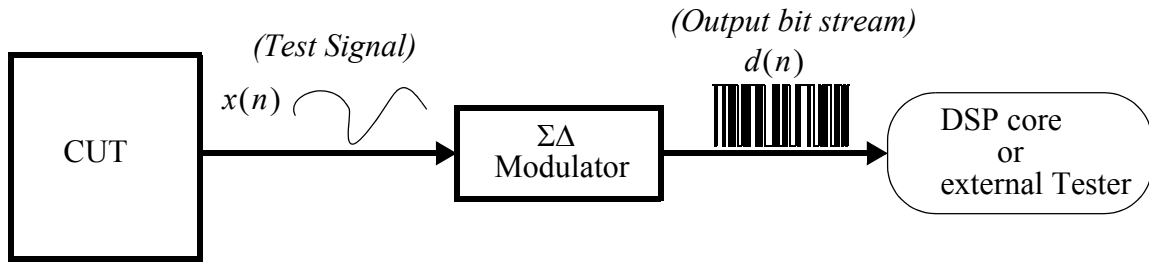 (Output bit stream)
(Test Signal)
d(n)
x(n)
CUT
ΣΔ
Modulator
DSP core
or
external Tester